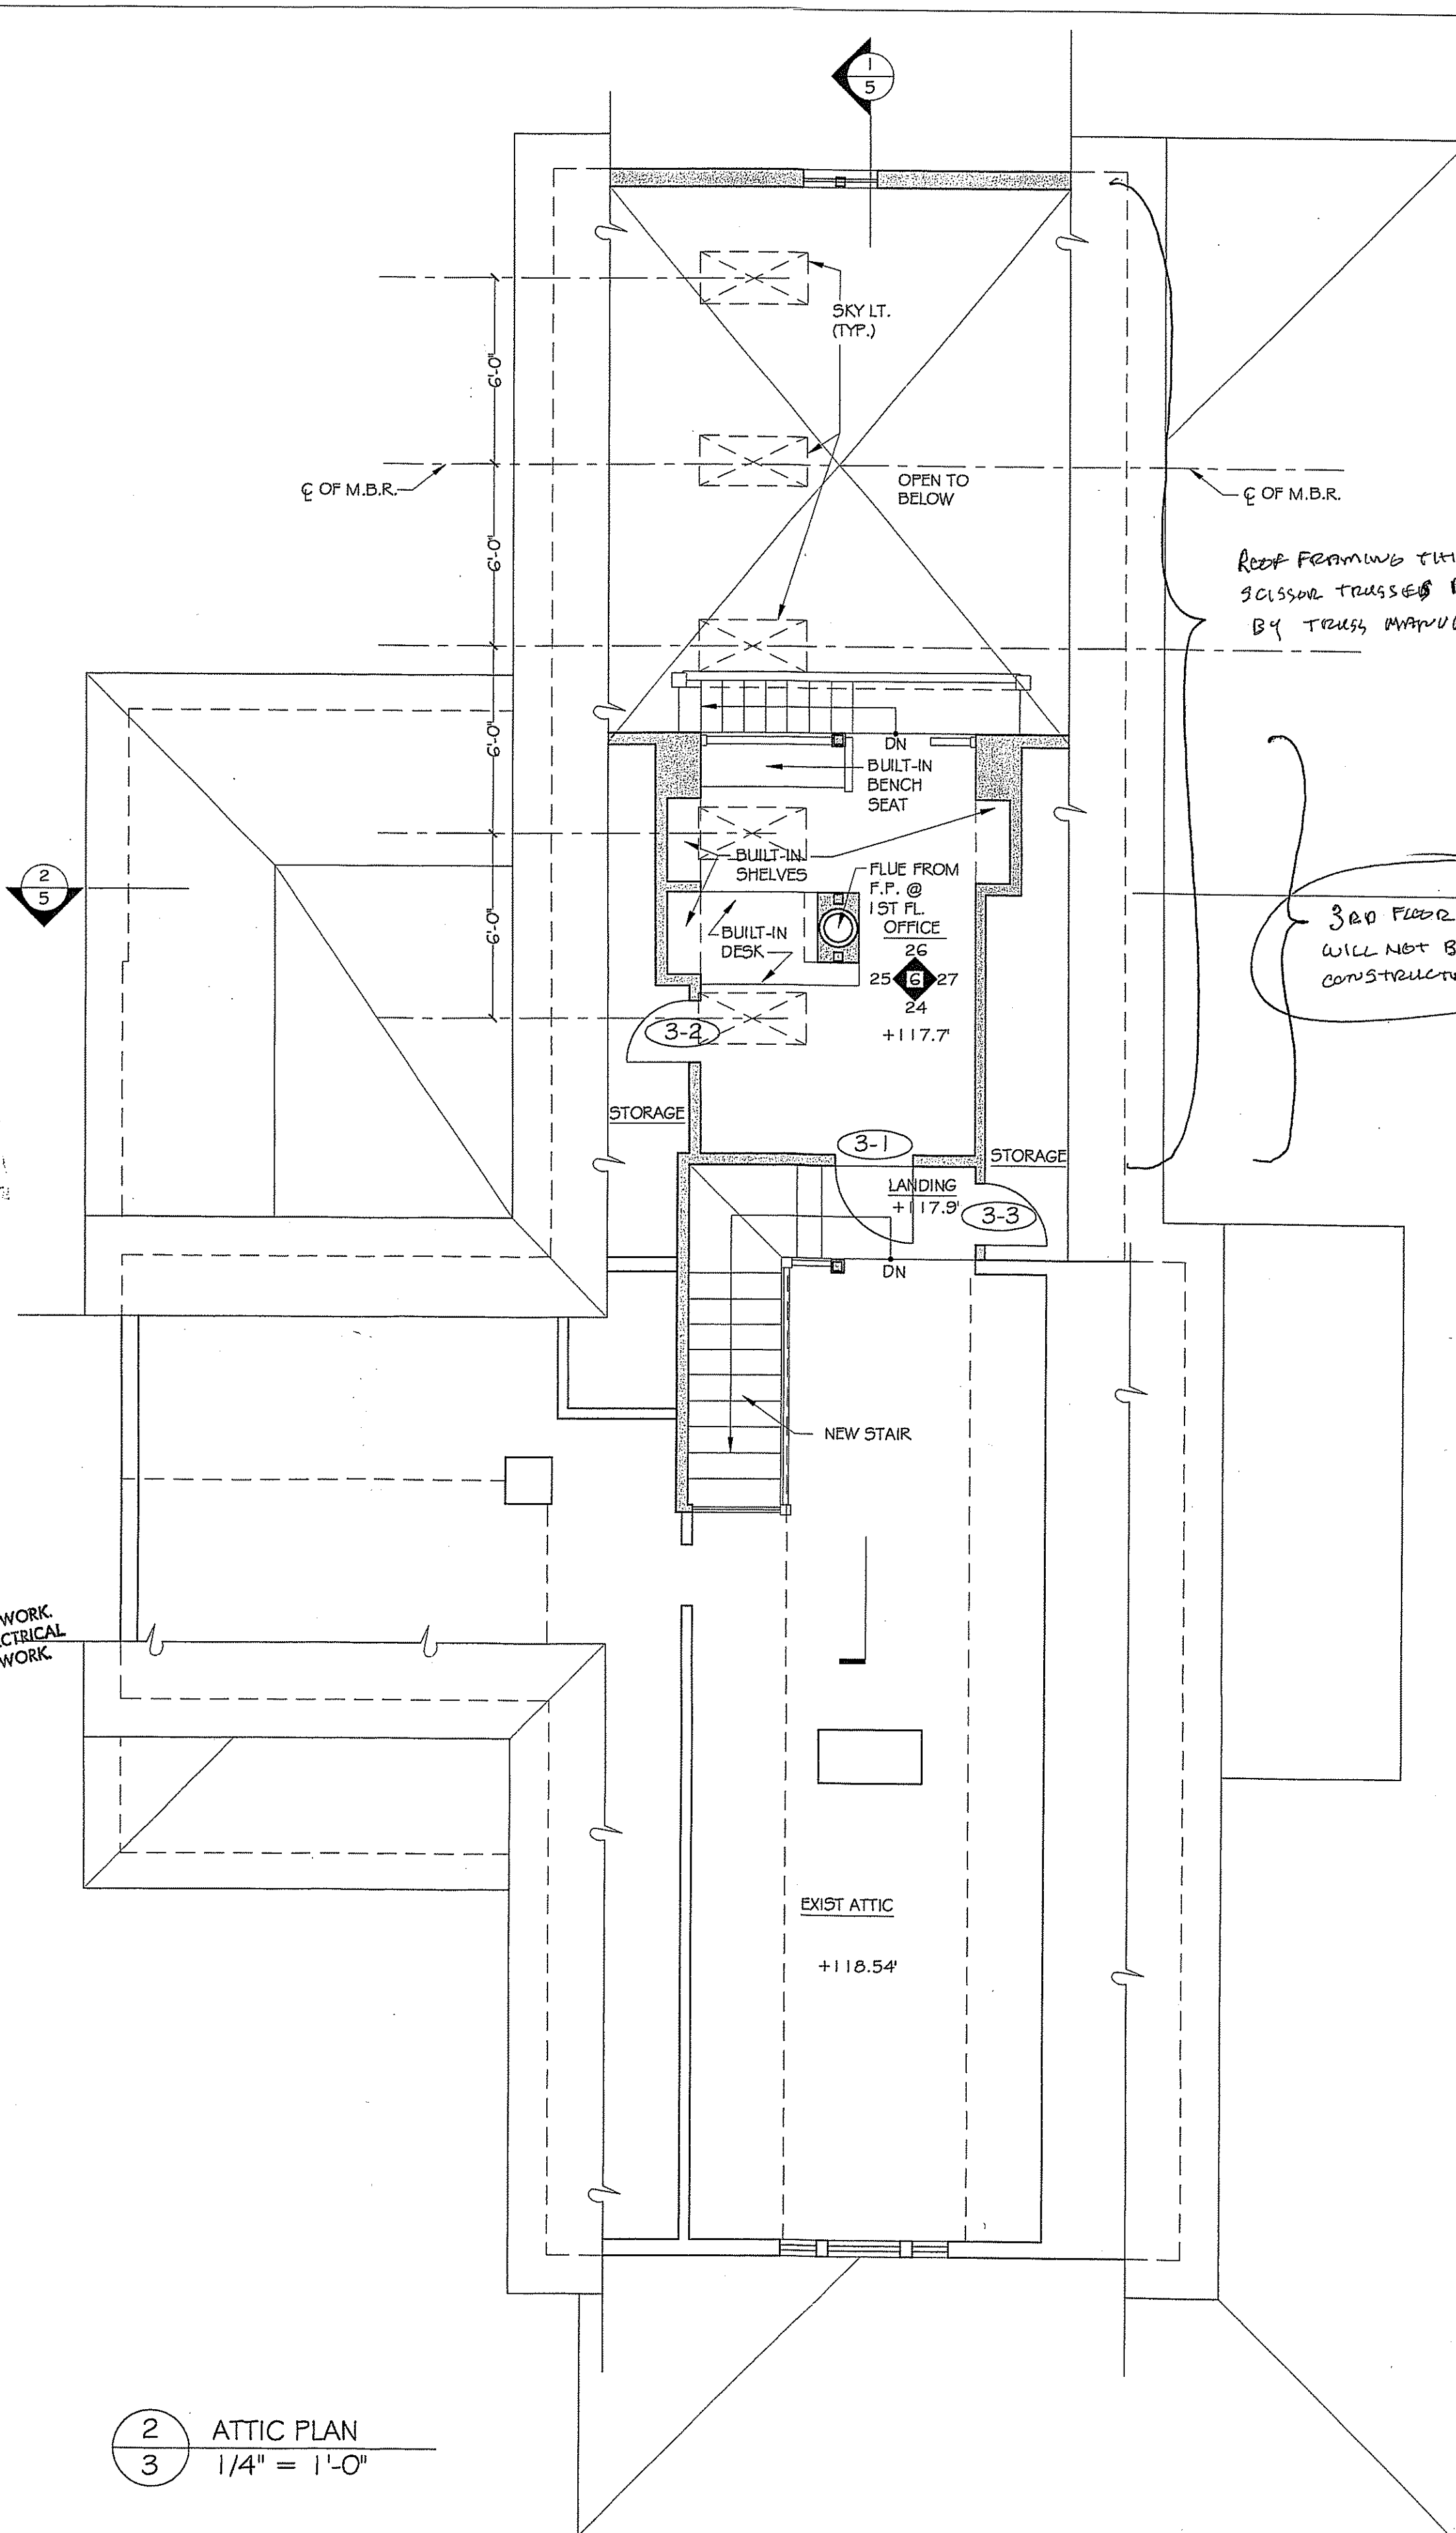 1
5
SKY LT.
(TYP.)
6'-0"
℄ OF M.B.R.
OPEN TO
BELOW
℄ OF M.B.R.
6'-0"
ROOF FRAMING
SCISSOR TRUSSES
BY TRUSS
6'-0"
DN
BUILT-IN
BENCH
SEAT
BUILT-IN
SHELVES
FLUE FROM
F.P. @
1ST FL.
2
5
6'-0"
BUILT-IN
DESK
OFFICE
26
25 6 27
24
+117.7'
3RD FLOOR
WILL NOT
3-2
STORAGE
3-1
STORAGE
LANDING
+117.9'
3-3
DN
NEW STAIR
WORK.
CTRICAL
WORK.
EXIST ATTIC
+118.54'
2
3
ATTIC PLAN
1/4" = 1'-0"